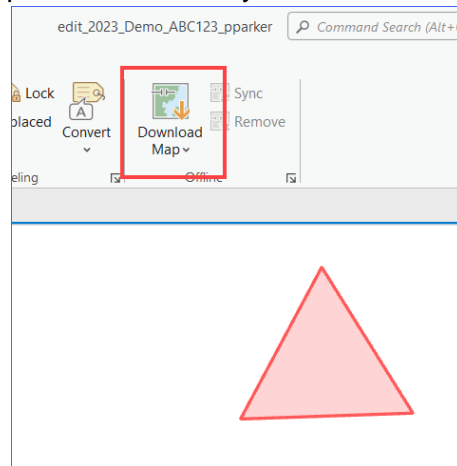 edit_2023_Demo_ABC123_pparker
Command Search (Alt+
Lock
placed
Convert
Download
Map
Sync
Remove
eling
Offline